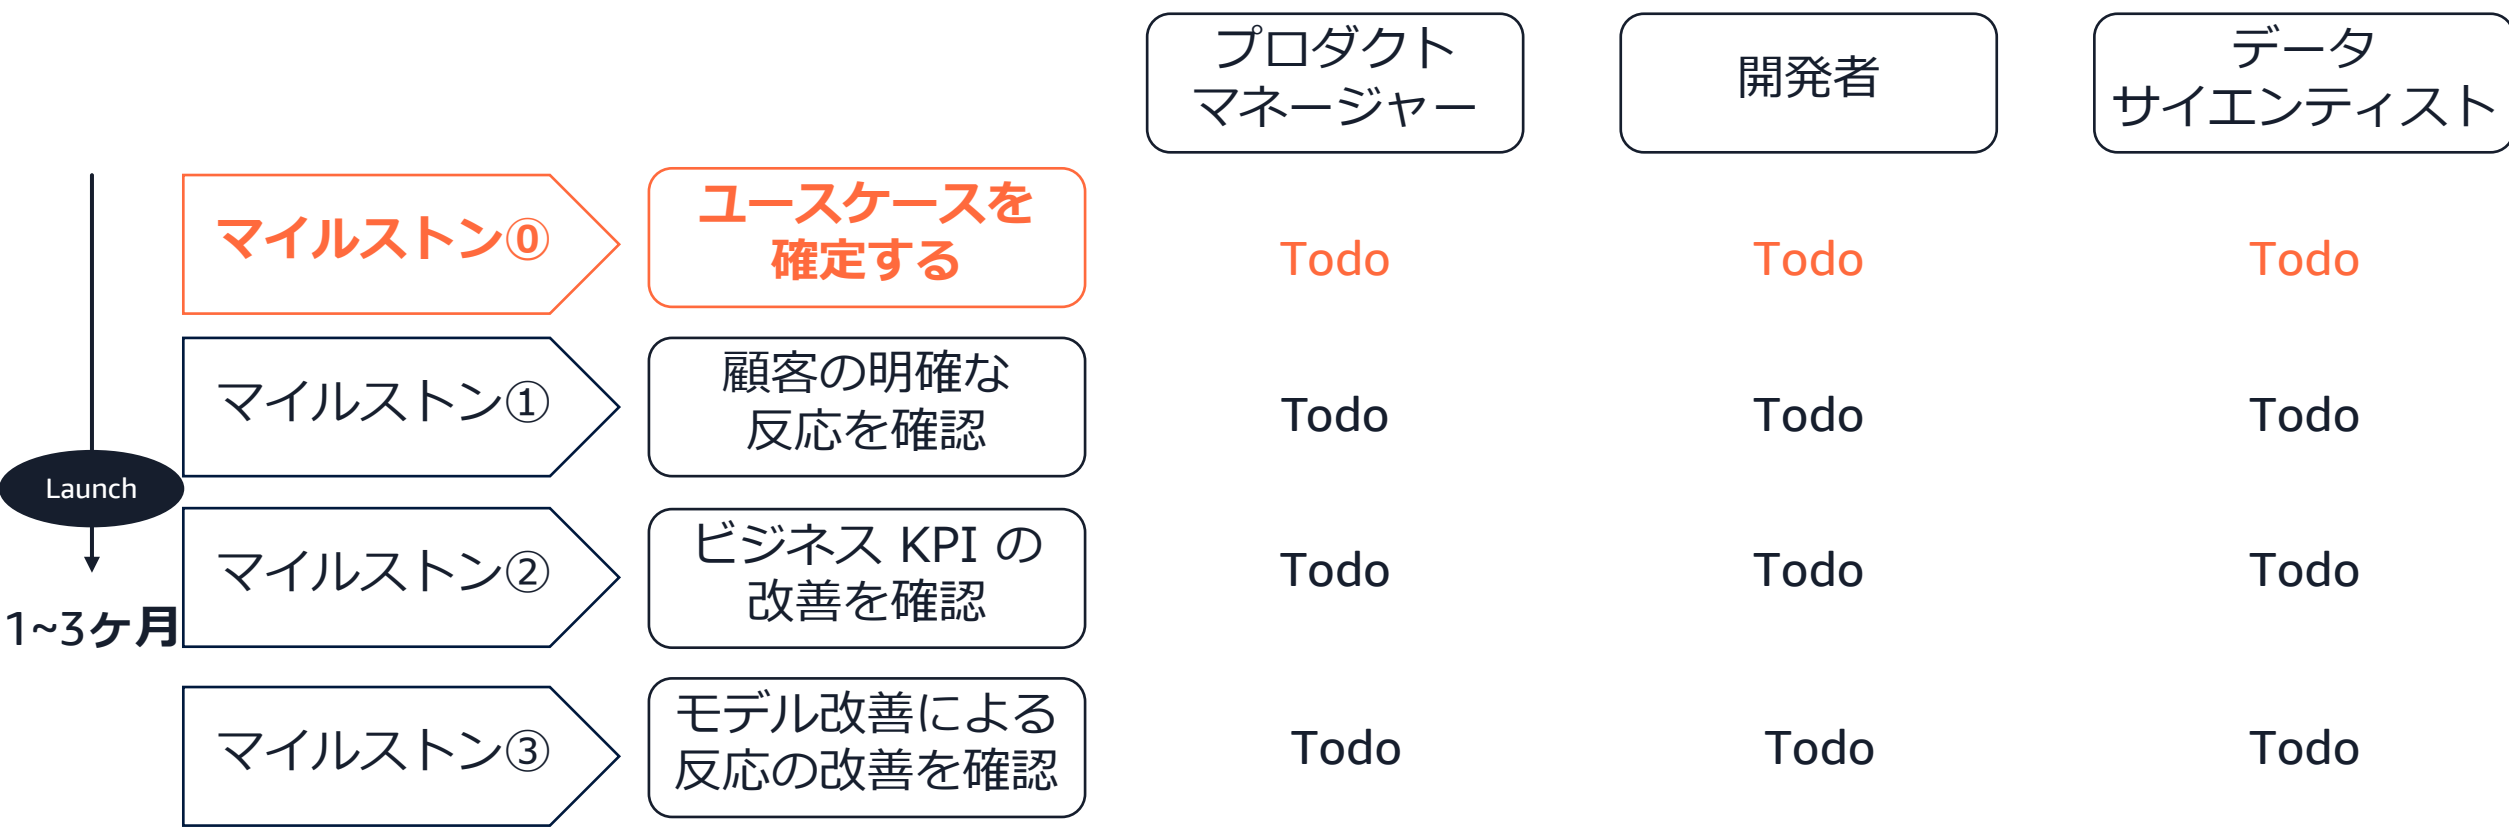 プロダクト
マネージャー
開発者
データ
サイエンティスト
マイルストン⓪
ユースケースを
確定する
Todo
Todo
Todo
マイルストン①
顧客の明確な
反応を確認
Todo
Todo
Todo
Launch
マイルストン②
ビジネス KPI の
改善を確認
Todo
Todo
Todo
1~3ヶ月
マイルストン③
モデル改善による
反応の改善を確認
Todo
Todo
Todo